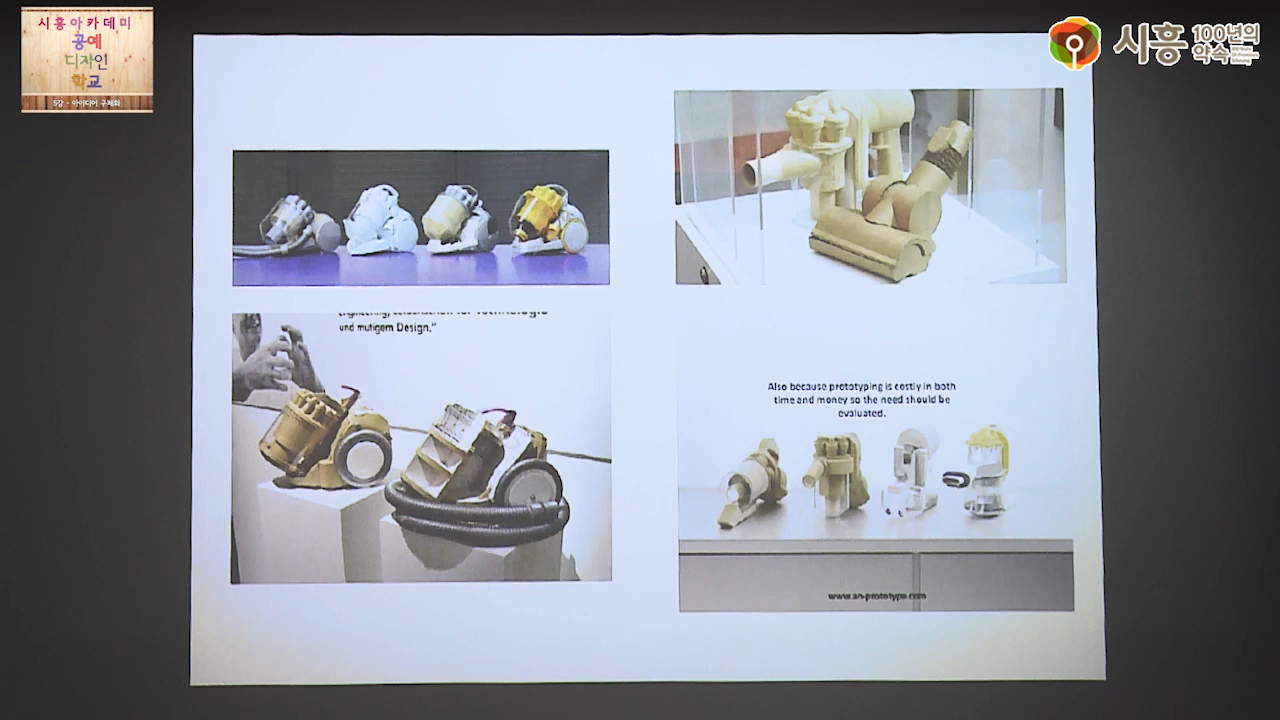 시흥아카데미
공예
디자인
학교
5강 - 아이디어 구체화
시흥 100년의
약속
und mutigem Design."
Also because prototyping is costly in both
time and money so the need should be
evaluated.
www.an-prototype.com